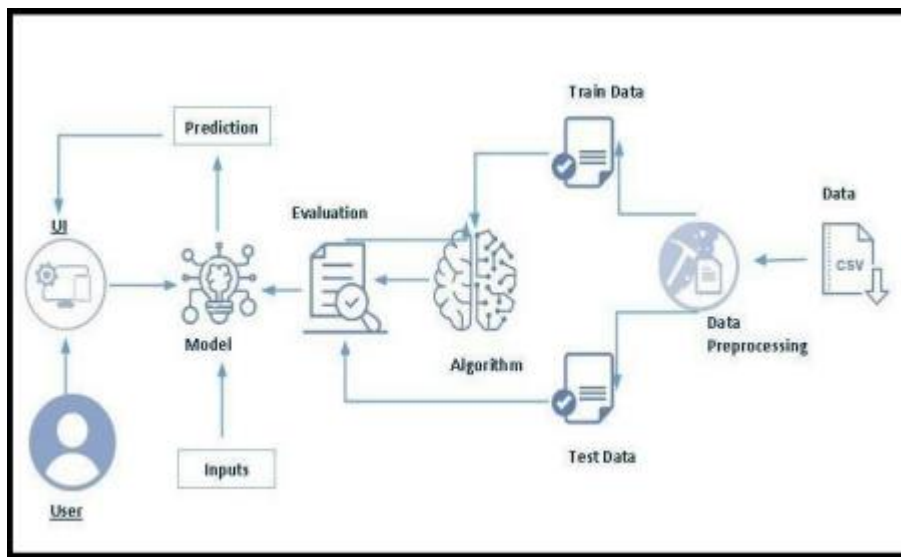 Train Data
Prediction
Data
UI
Evaluation
CSV
Model
Algorithm
Data
Preprocessing
Inputs
Test Data
User